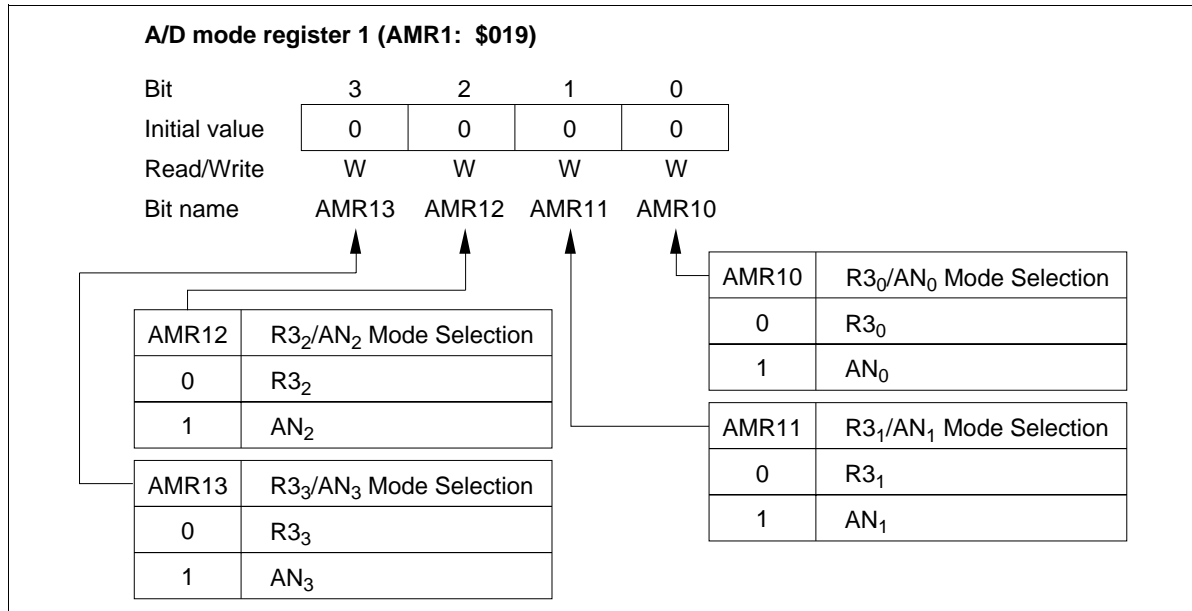 A/D mode register 1 (AMR1: $019)
Bit 3 2 1 0
Initial value 0 0 0 0
Read/Write W W W W
Bit name AMR13 AMR12 AMR11 AMR10
AMR12 R3₂/AN₂ Mode Selection
0 R3₂
1 AN₂
AMR13 R3₃/AN₃ Mode Selection
0 R3₃
1 AN₃
AMR10 R3₀/AN₀ Mode Selection
0 R3₀
1 AN₀
AMR11 R3₁/AN₁ Mode Selection
0 R3₁
1 AN₁